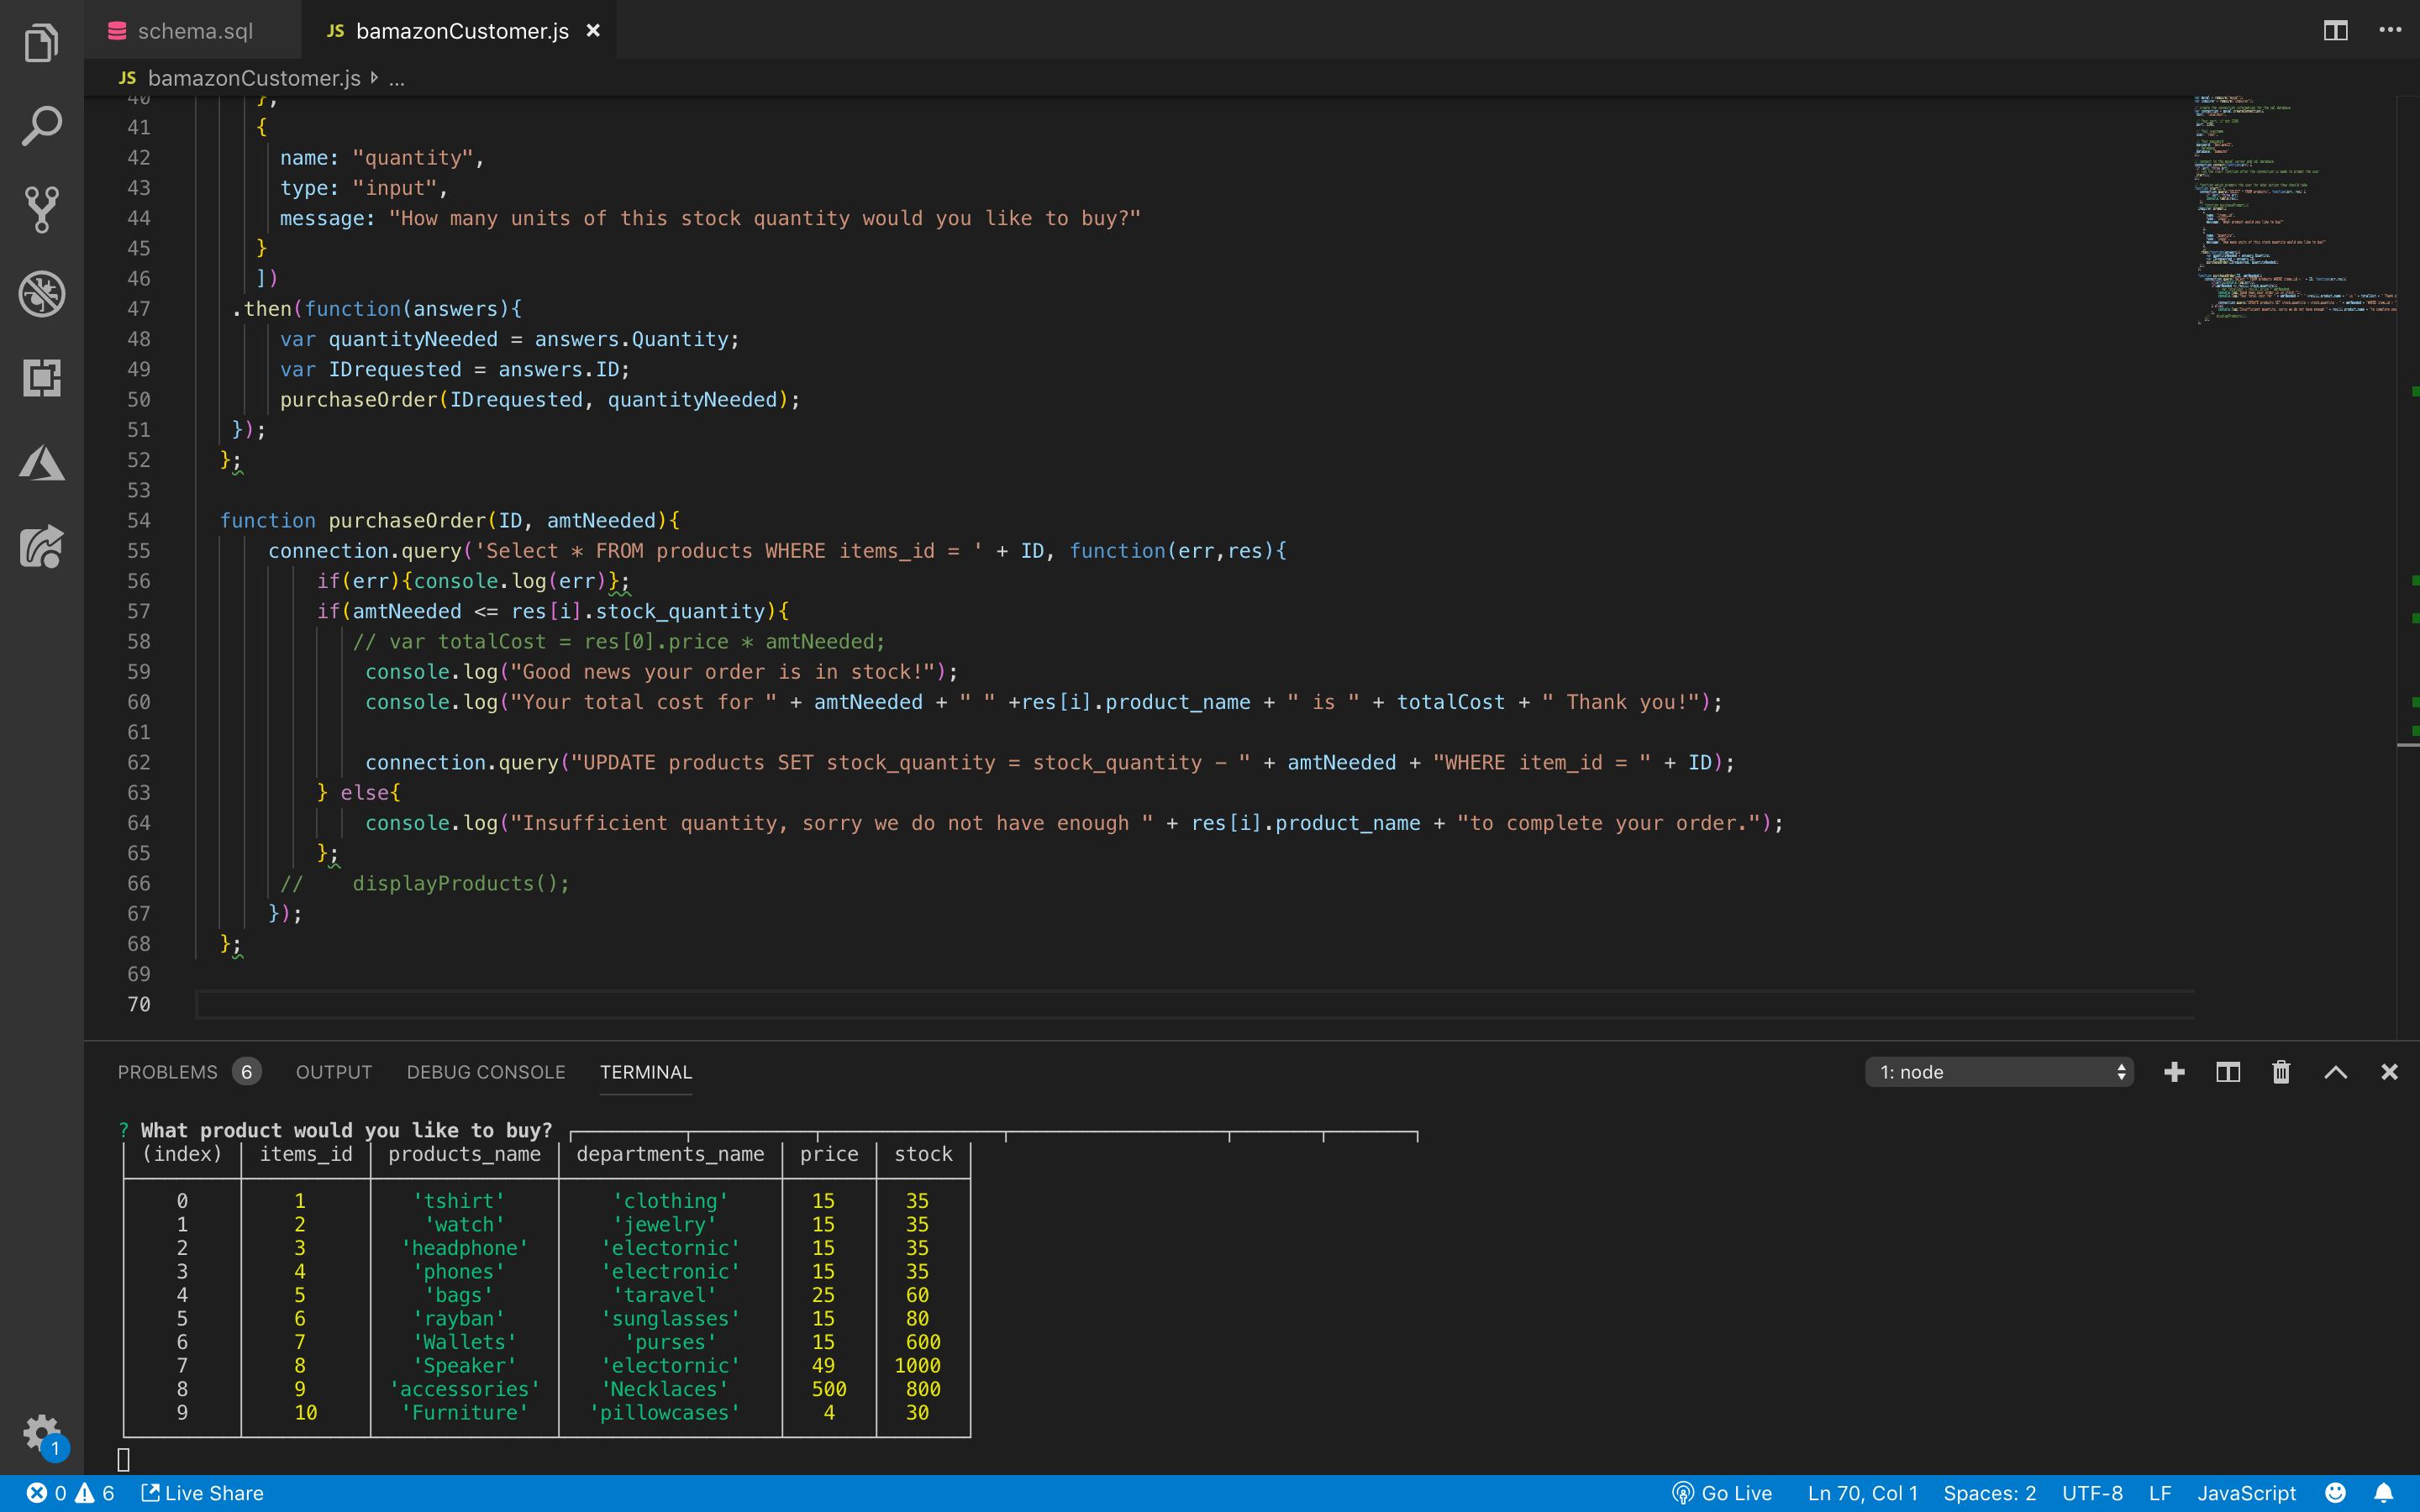 schema.sql
JS bamazonCustomer.js ×
JS bamazonCustomer.js ...
40 },
41 {
42 name: "quantity",
43 type: "input",
44 message: "How many units of this stock quantity would you like to buy?"
45 }
46 ])
47 .then(function(answers){
48 var quantityNeeded = answers.Quantity;
49 var IDrequested = answers.ID;
50 purchaseOrder(IDrequested, quantityNeeded);
51 });
52 };
53
54 function purchaseOrder(ID, amtNeeded){
55 connection.query('Select * FROM products WHERE items_id = ' + ID, function(err,res){
56 if(err){console.log(err)};
57 if(amtNeeded <= res[i].stock_quantity){
58 // var totalCost = res[0].price * amtNeeded;
59 console.log("Good news your order is in stock!");
60 console.log("Your total cost for " + amtNeeded + " " +res[i].product_name + " is " + totalCost + " Thank you!");
61
62 connection.query("UPDATE products SET stock_quantity = stock_quantity - " + amtNeeded + "WHERE item_id = " + ID);
63 } else{
64 console.log("Insufficient quantity, sorry we do not have enough " + res[i].product_name + "to complete your order.");
65 };
66 // displayProducts();
67 });
68 };
69
70
PROBLEMS 6 OUTPUT DEBUG CONSOLE TERMINAL 1: node
? What product would you like to buy?
(index) items_id products_name departments_name price stock
0 1 'tshirt' 'clothing' 15 35
1 2 'watch' 'jewelry' 15 35
2 3 'headphone' 'electornic' 15 35
3 4 'phones' 'electronic' 15 35
4 5 'bags' 'taravel' 25 60
5 6 'rayban' 'sunglasses' 15 80
6 7 'Wallets' 'purses' 15 600
7 8 'Speaker' 'electornic' 49 1000
8 9 'accessories' 'Necklaces' 500 800
9 10 'Furniture' 'pillowcases' 4 30
1
0 6 Live Share Go Live Ln 70, Col 1 Spaces: 2 UTF-8 LF JavaScript